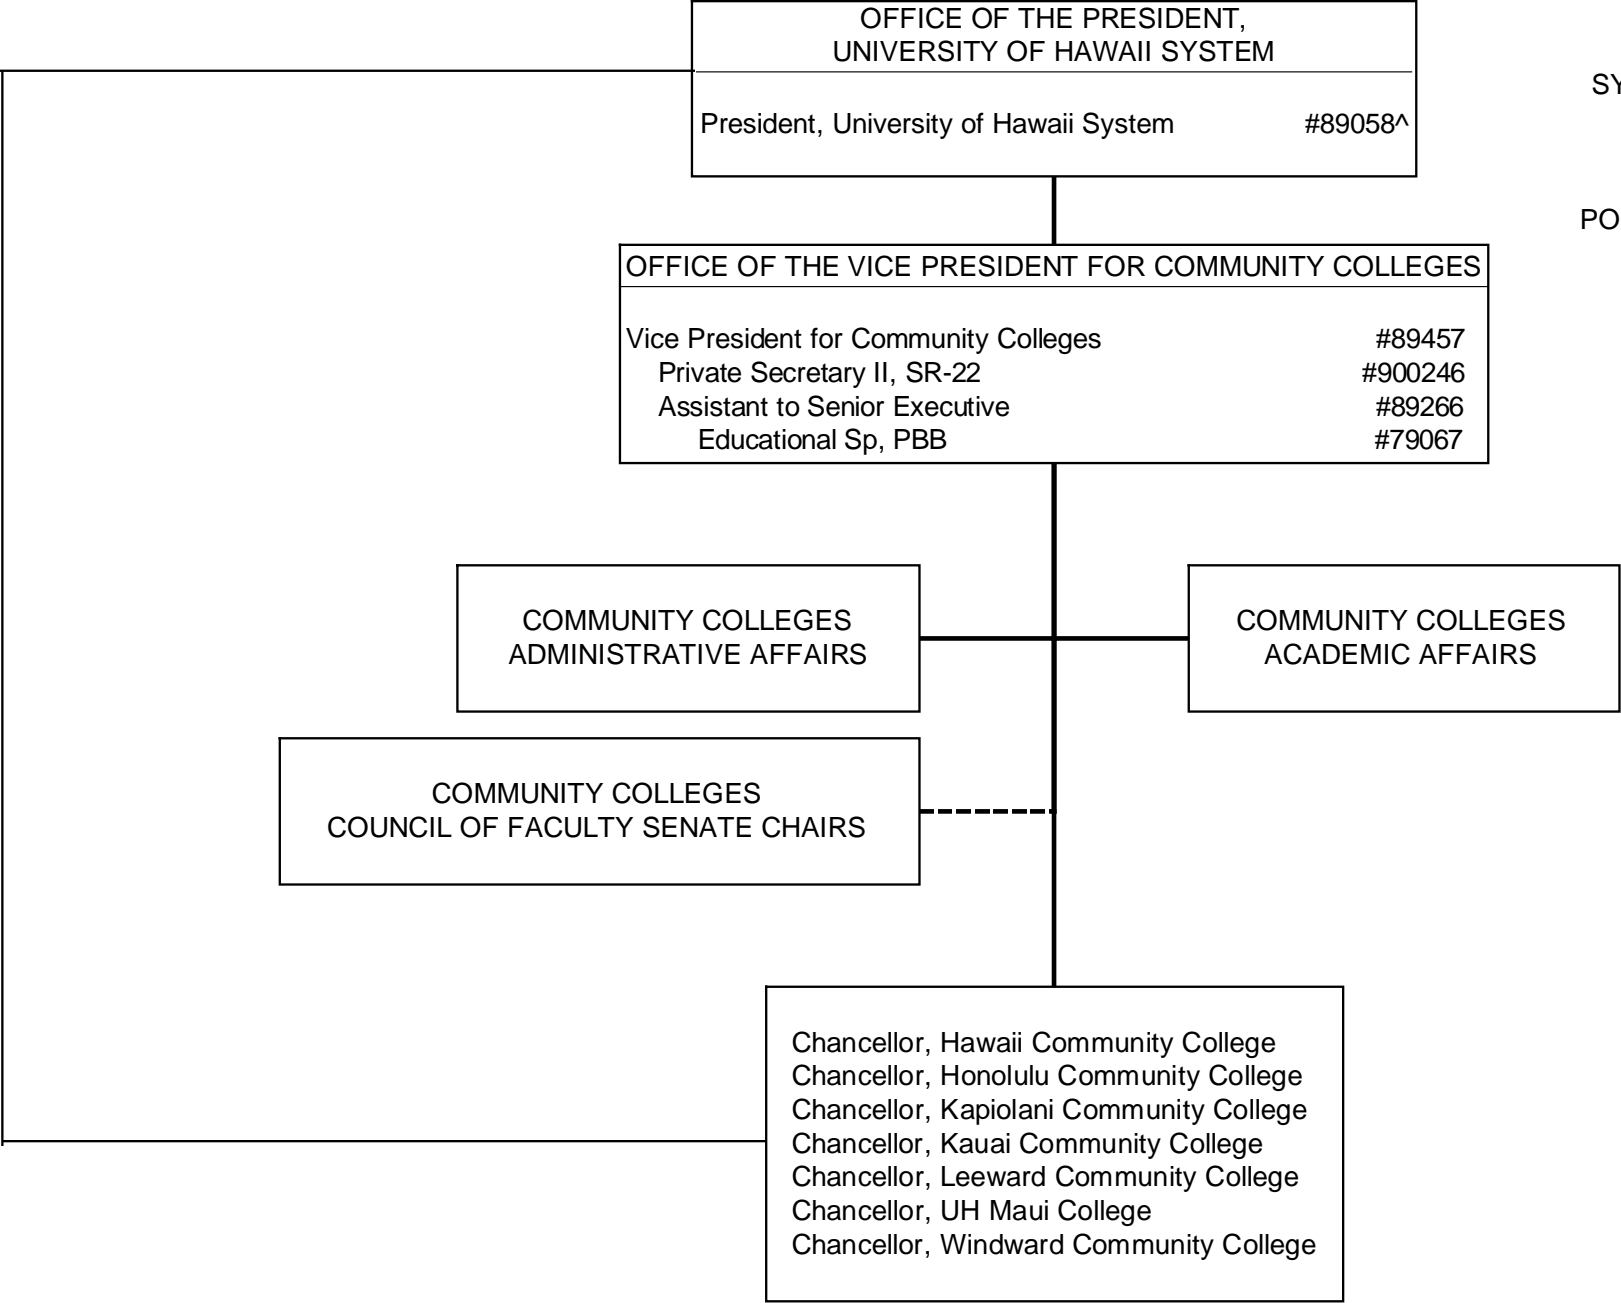 OFFICE OF THE PRESIDENT,
UNIVERSITY OF HAWAII SYSTEM
SY
President, University of Hawaii System #89058^
PO
OFFICE OF THE VICE PRESIDENT FOR COMMUNITY COLLEGES
Vice President for Community Colleges #89457
Private Secretary II, SR-22 #900246
Assistant to Senior Executive #89266
Educational Sp, PBB #79067
COMMUNITY COLLEGES
ADMINISTRATIVE AFFAIRS
COMMUNITY COLLEGES
ACADEMIC AFFAIRS
COMMUNITY COLLEGES
COUNCIL OF FACULTY SENATE CHAIRS
Chancellor, Hawaii Community College
Chancellor, Honolulu Community College
Chancellor, Kapiolani Community College
Chancellor, Kauai Community College
Chancellor, Leeward Community College
Chancellor, UH Maui College
Chancellor, Windward Community College